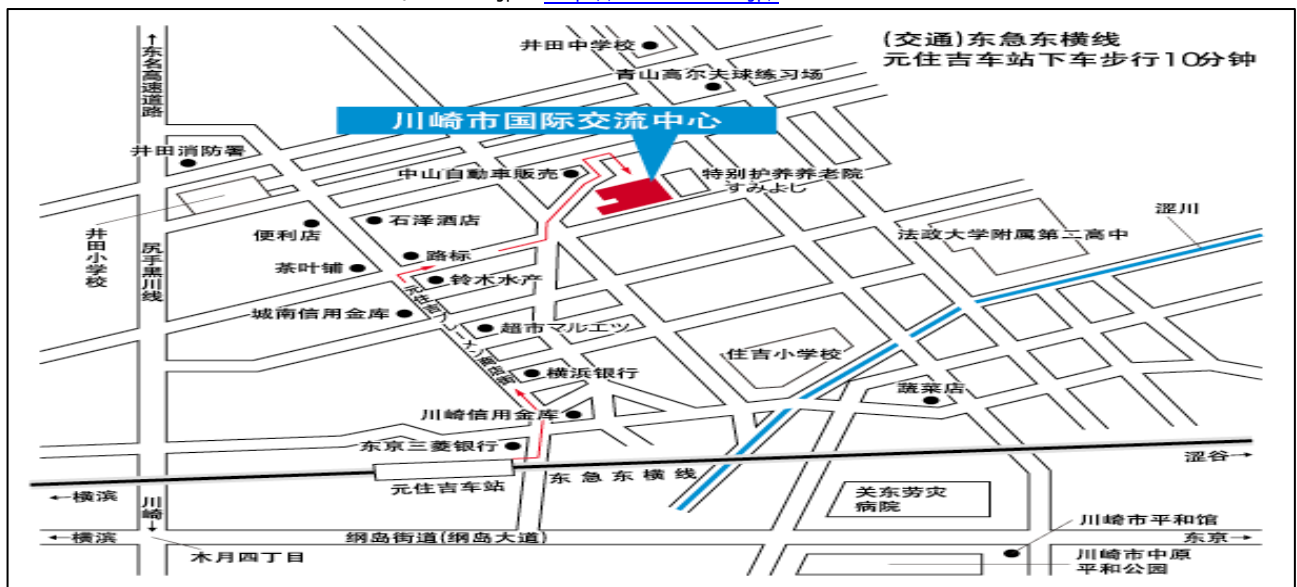 (交通)东急东横线
元住吉车站下车步行10分钟
井田中学校
青山高尔夫球练习场
↑东名高速道路
川崎市国际交流中心
井田消防署
中山自動車販売
特别护养养老院
すみよし
石泽酒店
便利店
路标
茶叶铺
铃木水产
井田小学校
尻手黑川线
法政大学附属第二高中
涩川
城南信用金库
超市マルエツ
横浜银行
住吉小学校
蔬菜店
川崎信用金库
东京三菱银行
元住吉车站
东急东横线
涩谷→
←横滨
川崎↓
关东劳灾
病院
←横滨
纲岛街道(纲岛大道)
木月四丁目
川崎市平和馆
东京→
川崎市中原
平和公园